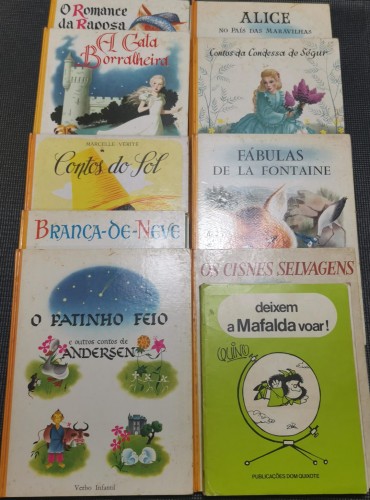 O Romance
da Raposa
A Gata
Borralheira
MARCELLE VÉRITÉ
Contos do Sol
BRANCA-DE-NEVE
O PATINHO FEIO
e outros contos de
ANDERSEN
Verbo Infantil
ALICE
NO PAÍS DAS MARAVILHAS
Contos da Condessa de Ségur
FÁBULAS
DE LA FONTAINE
OS CISNES SELVAGENS
deixem
a Mafalda voar!
QUINO
PUBLICAÇÕES DOM QUIXOTE